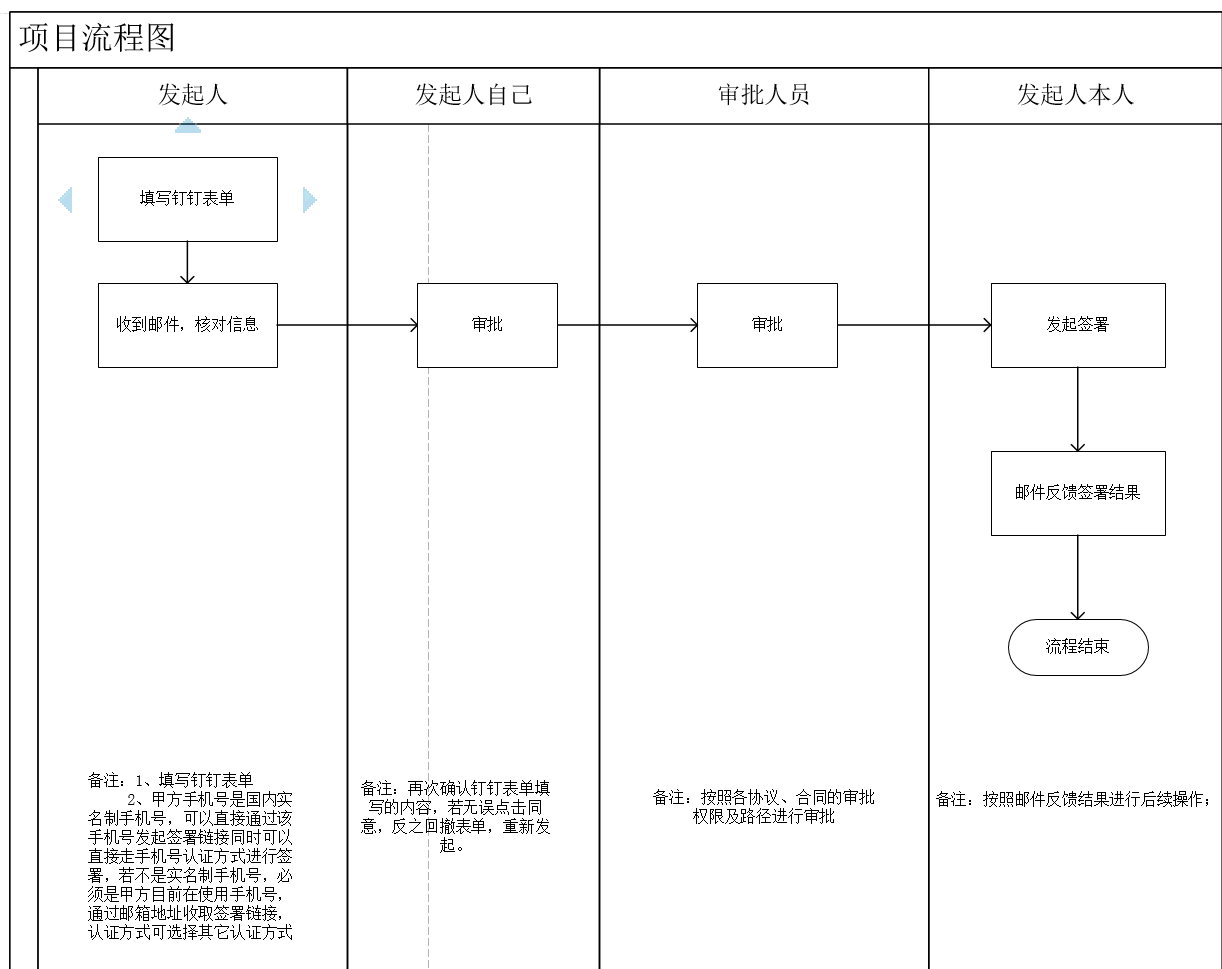 项目流程图
发起人
发起人自己
审批人员
发起人本人
填写钉钉表单
收到邮件，核对信息
审批
审批
发起签署
邮件反馈签署结果
流程结束
备注：1、填写钉钉表单
2、甲方手机号是国内实
名制手机号，可以直接通过该
手机号发起签署链接同时可以
直接走手机号认证方式进行签
署，若不是实名制手机号，必
须是甲方目前在使用手机号，
通过邮箱地址收取签署链接，
认证方式可选择其它认证方式
备注：再次确认钉钉表单填
写的内容，若无误点击同
意，反之回撤表单，重新发
起。
备注：按照各协议、合同的审批
权限及路径进行审批
备注：按照邮件反馈结果进行后续操作；